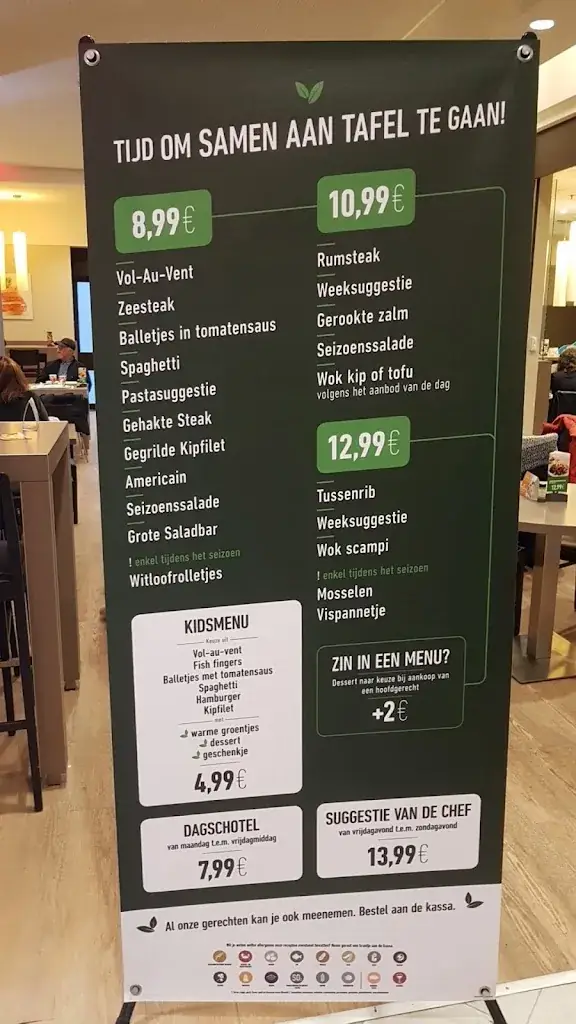 TIJD OM SAMEN AAN TAFEL TE GAAN!
8,99€
Vol-Au-Vent
Zeesteak
Balletjes in tomatensaus
Spaghetti
Pastasuggestie
Gehakte Steak
Gegrilde Kipfilet
Americain
Seizoenssalade
Grote Saladbar
! enkel tijdens het seizoen
Witloofrolletjes
10,99€
Rumsteak
Weeksuggestie
Gerookte zalm
Seizoenssalade
Wok kip of tofu
volgens het aanbod van de dag
12,99€
Tussenrib
Weeksuggestie
Wok scampi
! enkel tijdens het seizoen
Mosselen
Vispannetje
KIDSMENU
Keuze uit
Vol-au-vent
Fish fingers
Balletjes met tomatensaus
Spaghetti
Hamburger
Kipfilet
met
warme groentjes
dessert
geschenkje
4,99€
ZIN IN EEN MENU?
Dessert naar keuze bij aankoop van
een hoofdgerecht
+2€
DAGSCHOTEL
van maandag t.e.m. vrijdagmiddag
7,99€
SUGGESTIE VAN DE CHEF
van vrijdagavond t.e.m. zondagavond
13,99€
Al onze gerechten kan je ook meenemen. Bestel aan de kassa.